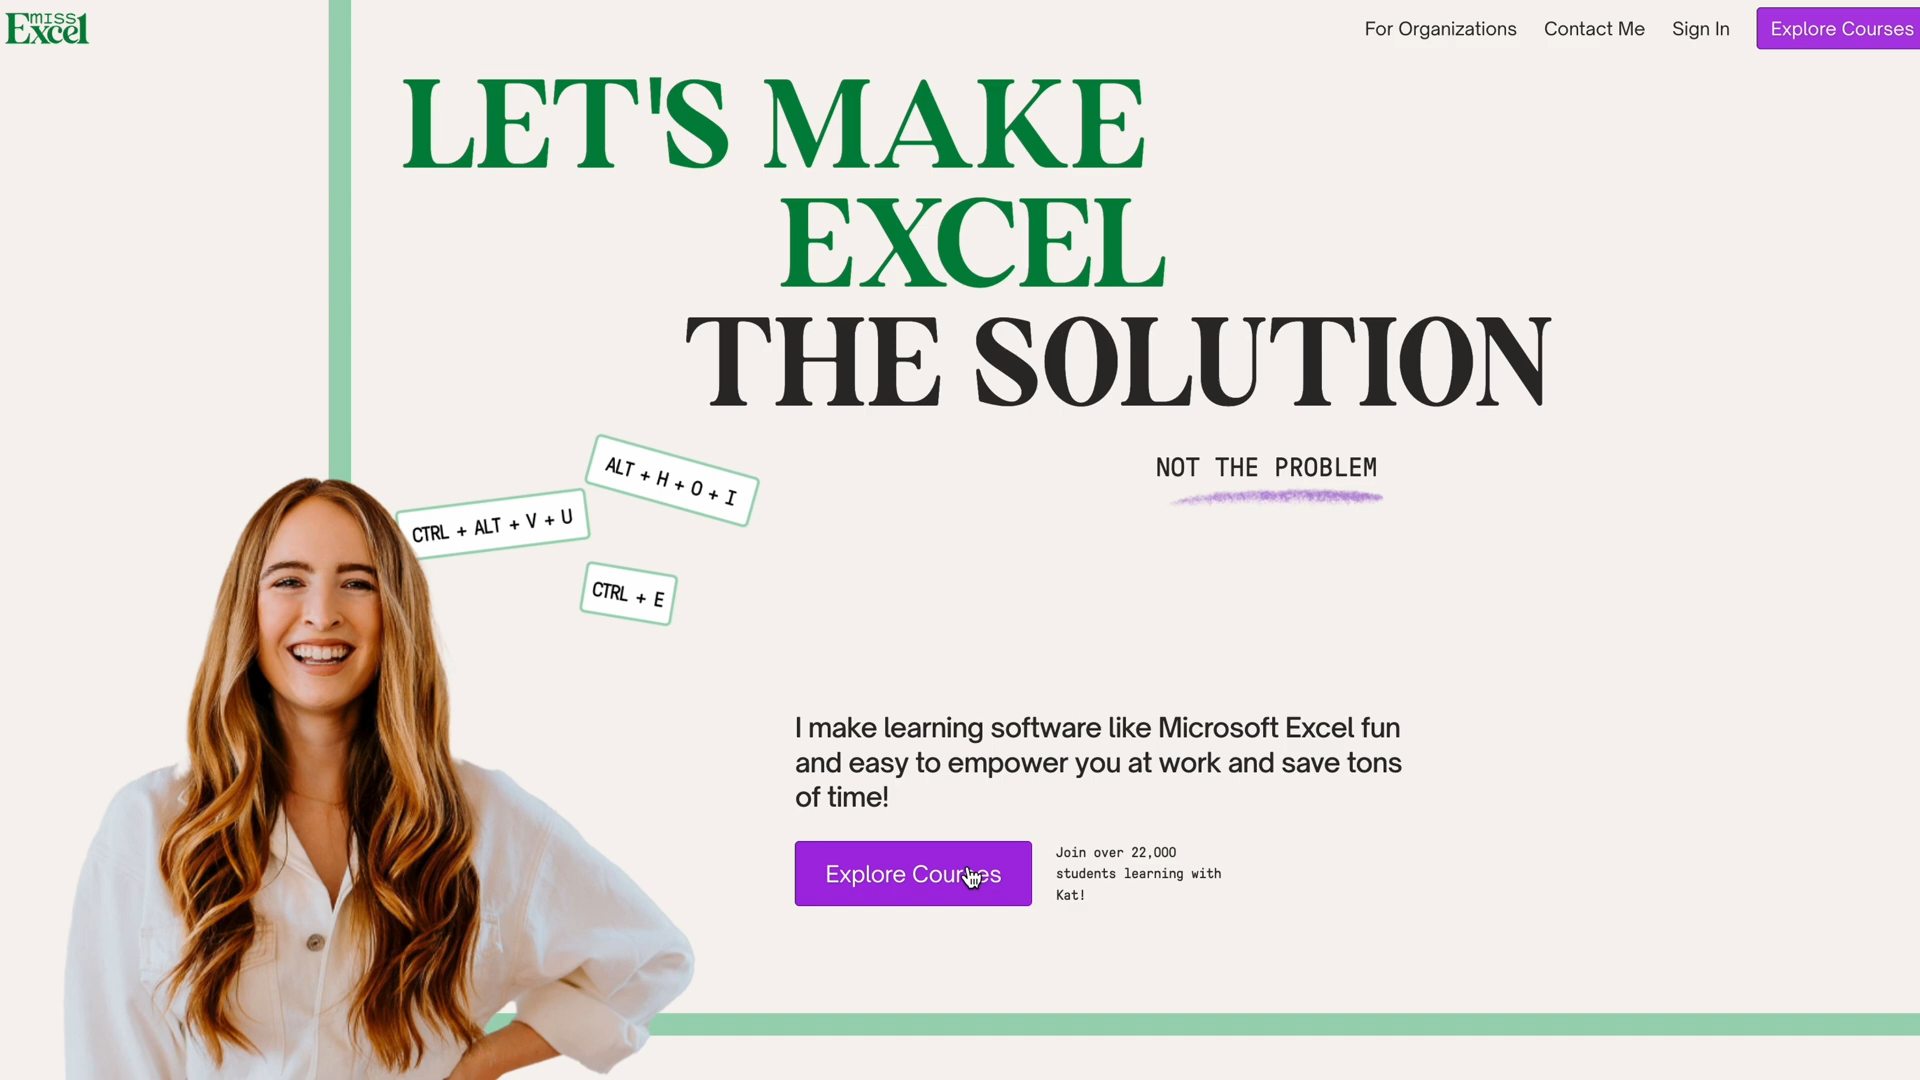 MISS
Excel
For Organizations
Contact Me
Sign In
Explore Courses
LET'S MAKE
EXCEL
THE SOLUTION
NOT THE PROBLEM
ALT + H + O + I
CTRL + ALT + V + U
CTRL + E
I make learning software like Microsoft Excel fun
and easy to empower you at work and save tons
of time!
Explore Courses
Join over 22,000
students learning with
Kat!